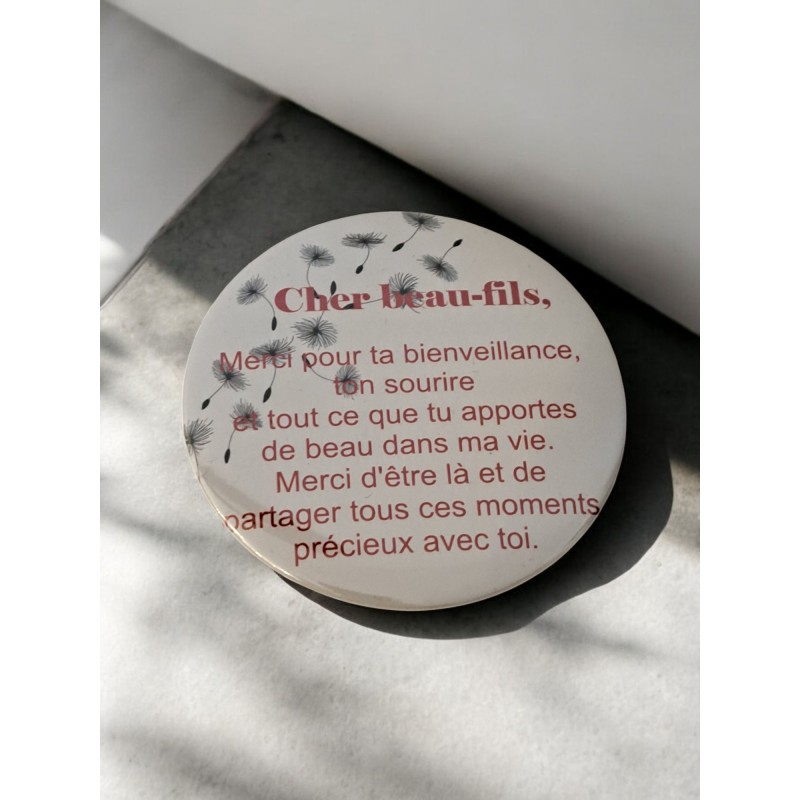 Cher beau-fils,
Merci pour ta bienveillance,
ton sourire
et tout ce que tu apportes
de beau dans ma vie.
Merci d'être là et de
partager tous ces moments
précieux avec toi.